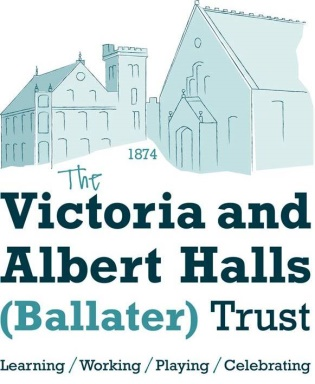 1874
The
Victoria and
Albert Halls
(Ballater) Trust
Learning / Working / Playing / Celebrating